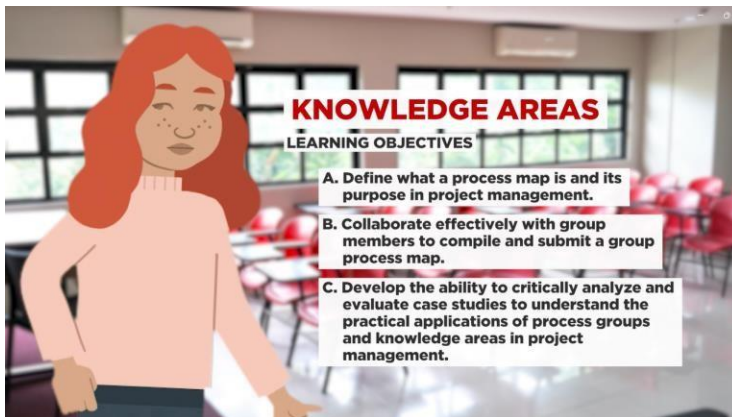 KNOWLEDGE AREAS
LEARNING OBJECTIVES
A. Define what a process map is and its
purpose in project management.
B. Collaborate effectively with group
members to compile and submit a group
process map.
C. Develop the ability to critically analyze and
evaluate case studies to understand the
practical applications of process groups
and knowledge areas in project
management.